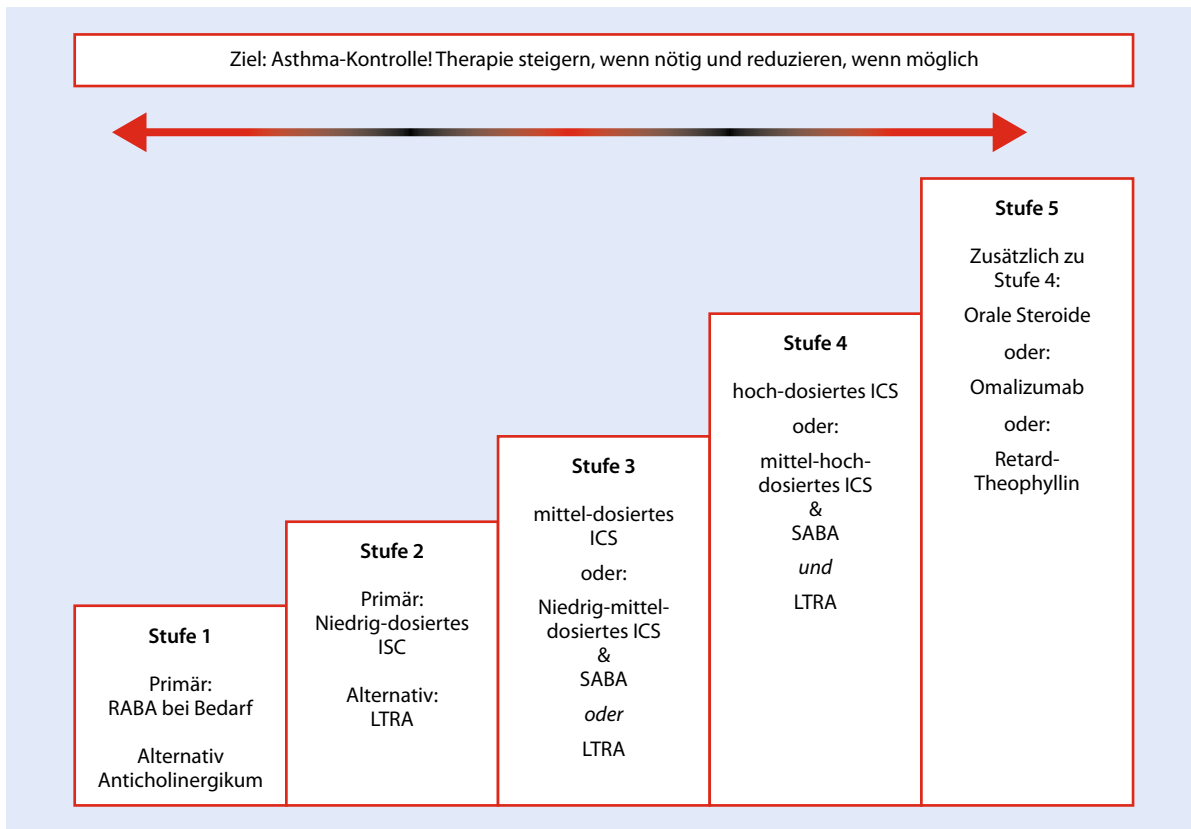 Ziel: Asthma-Kontrolle! Therapie steigern, wenn nötig und reduzieren, wenn möglich
Stufe 1
Primär:
RABA bei Bedarf
Alternativ
Anticholinergikum
Stufe 2
Primär:
Niedrig-dosiertes
ISC
Alternativ:
LTRA
Stufe 3
mittel-dosiertes
ICS
oder:
Niedrig-mittel-
dosiertes ICS
&
SABA
oder
LTRA
Stufe 4
hoch-dosiertes ICS
oder:
mittel-hoch-
dosiertes ICS
&
SABA
und
LTRA
Stufe 5
Zusätzlich zu
Stufe 4:
Orale Steroide
oder:
Omalizumab
oder:
Retard-
Theophyllin